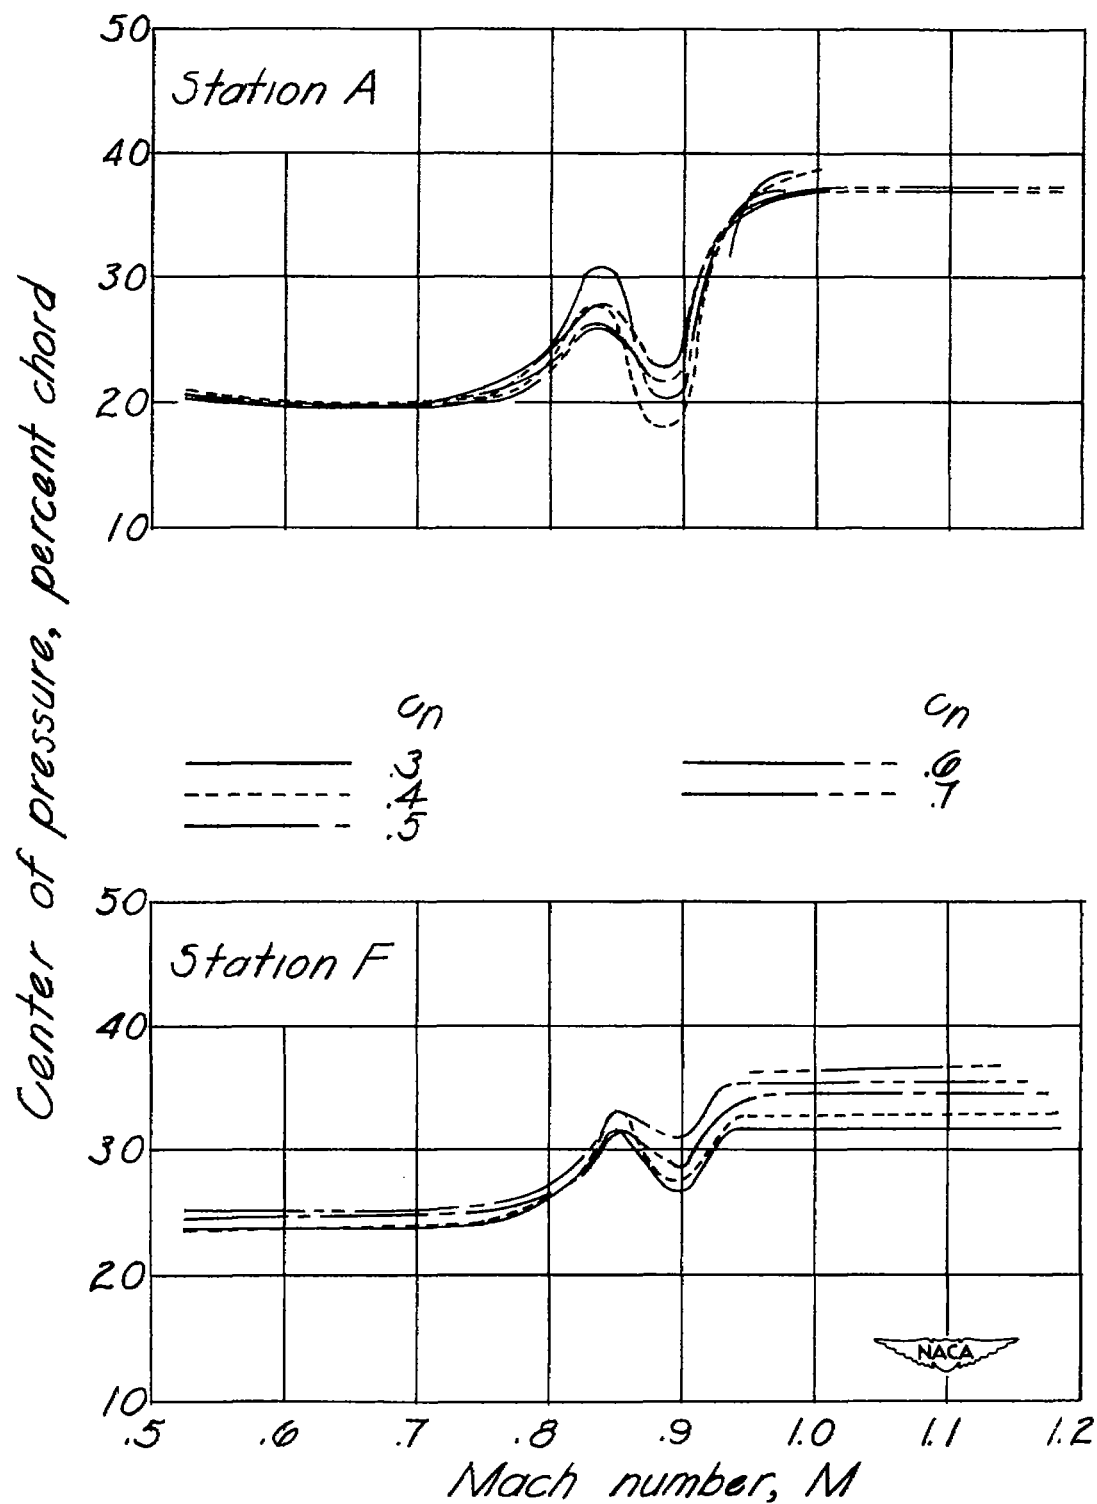 Center of pressure, percent chord
50
Station A
40
30
20
10
cn
.3
.4
.5
cn
.6
.7
50
Station F
40
30
20
10
NACA
.5 .6 .7 .8 .9 1.0 1.1 1.2
Mach number, M